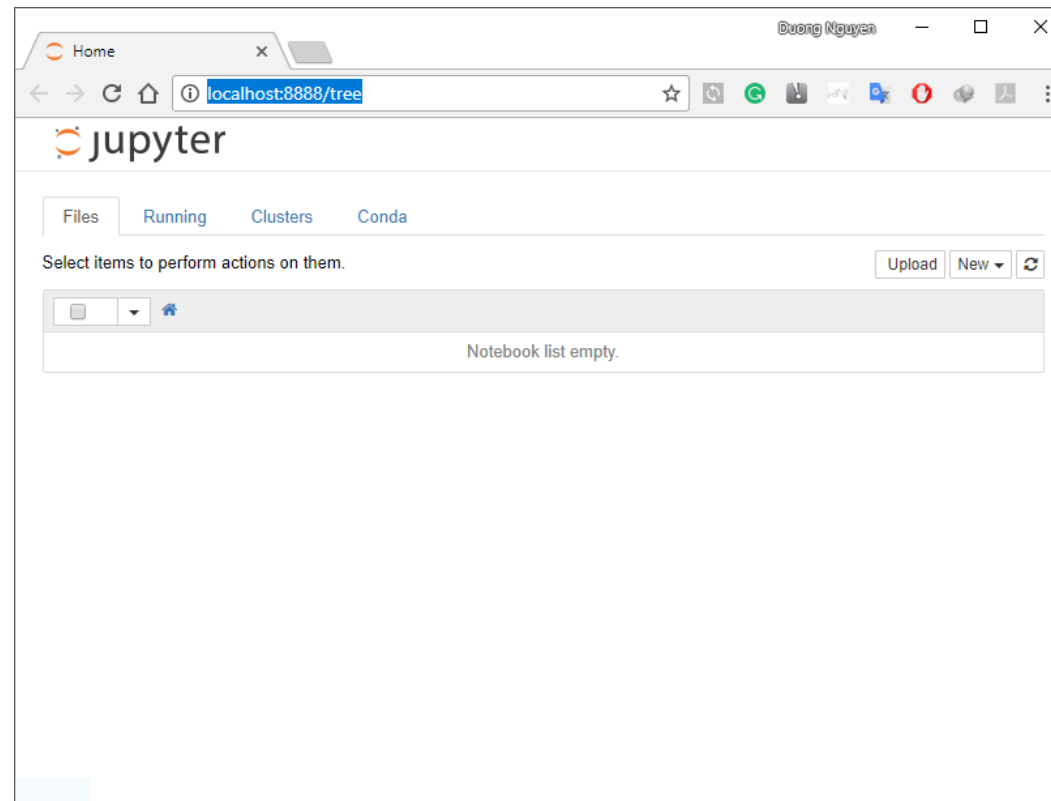 Duong Nguyen
Home
localhost:8888/tree
jupyter
Files Running Clusters Conda
Select items to perform actions on them.
Upload New
Notebook list empty.